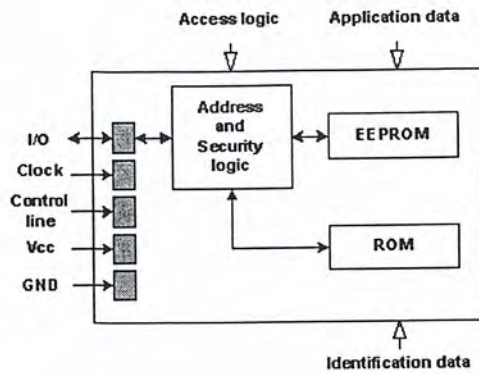 Access logic
Application data
Address
and
Security
logic
EEPROM
I/O
Clock
Control
line
Vcc
GND
ROM
Identification data